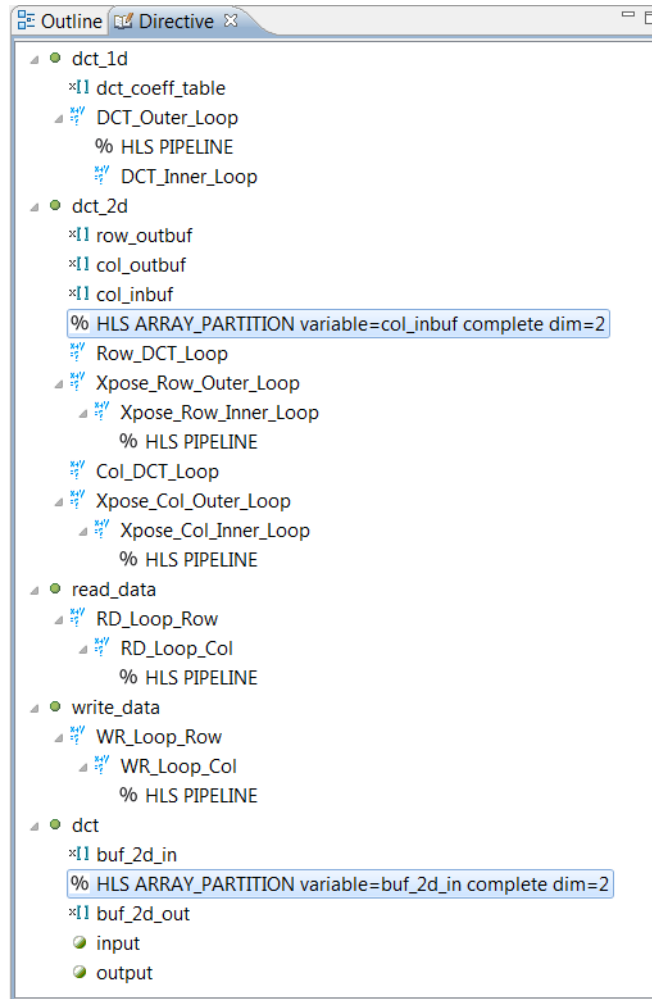 Outline Directive
dct_1d
x[] dct_coeff_table
DCT_Outer_Loop
% HLS PIPELINE
DCT_Inner_Loop
dct_2d
x[] row_outbuf
x[] col_outbuf
x[] col_inbuf
% HLS ARRAY_PARTITION variable=col_inbuf complete dim=2
Row_DCT_Loop
Xpose_Row_Outer_Loop
Xpose_Row_Inner_Loop
% HLS PIPELINE
Col_DCT_Loop
Xpose_Col_Outer_Loop
Xpose_Col_Inner_Loop
% HLS PIPELINE
read_data
RD_Loop_Row
RD_Loop_Col
% HLS PIPELINE
write_data
WR_Loop_Row
WR_Loop_Col
% HLS PIPELINE
dct
x[] buf_2d_in
% HLS ARRAY_PARTITION variable=buf_2d_in complete dim=2
x[] buf_2d_out
input
output